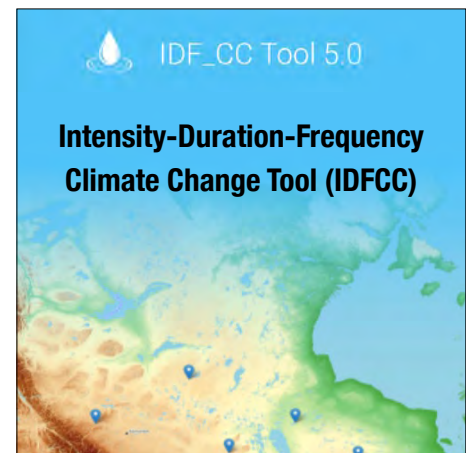 IDF_CC Tool 5.0
Intensity-Duration-Frequency
Climate Change Tool (IDFCC)